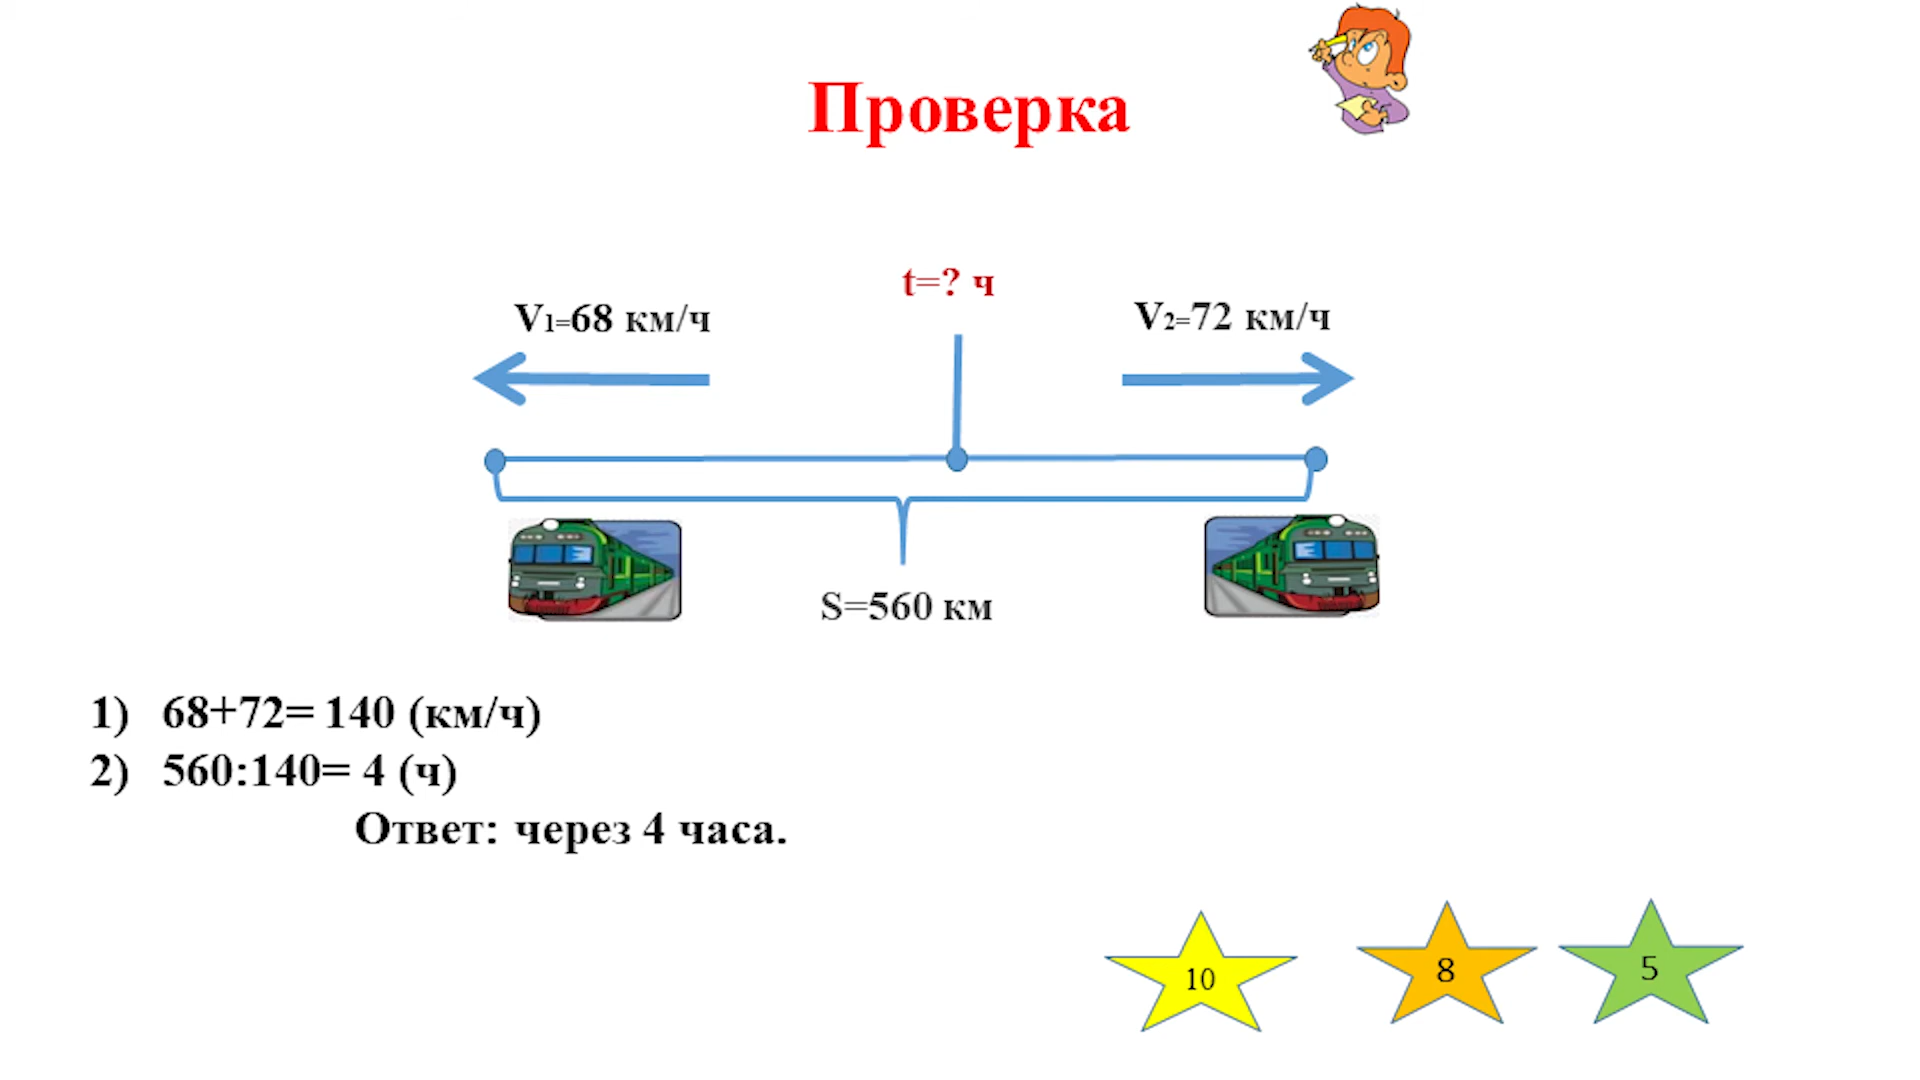 Проверка
t=? ч
V1=68 км/ч
V2=72 км/ч
S=560 км
1) 68+72= 140 (км/ч)
2) 560:140= 4 (ч)
Ответ: через 4 часа.
10
8
5